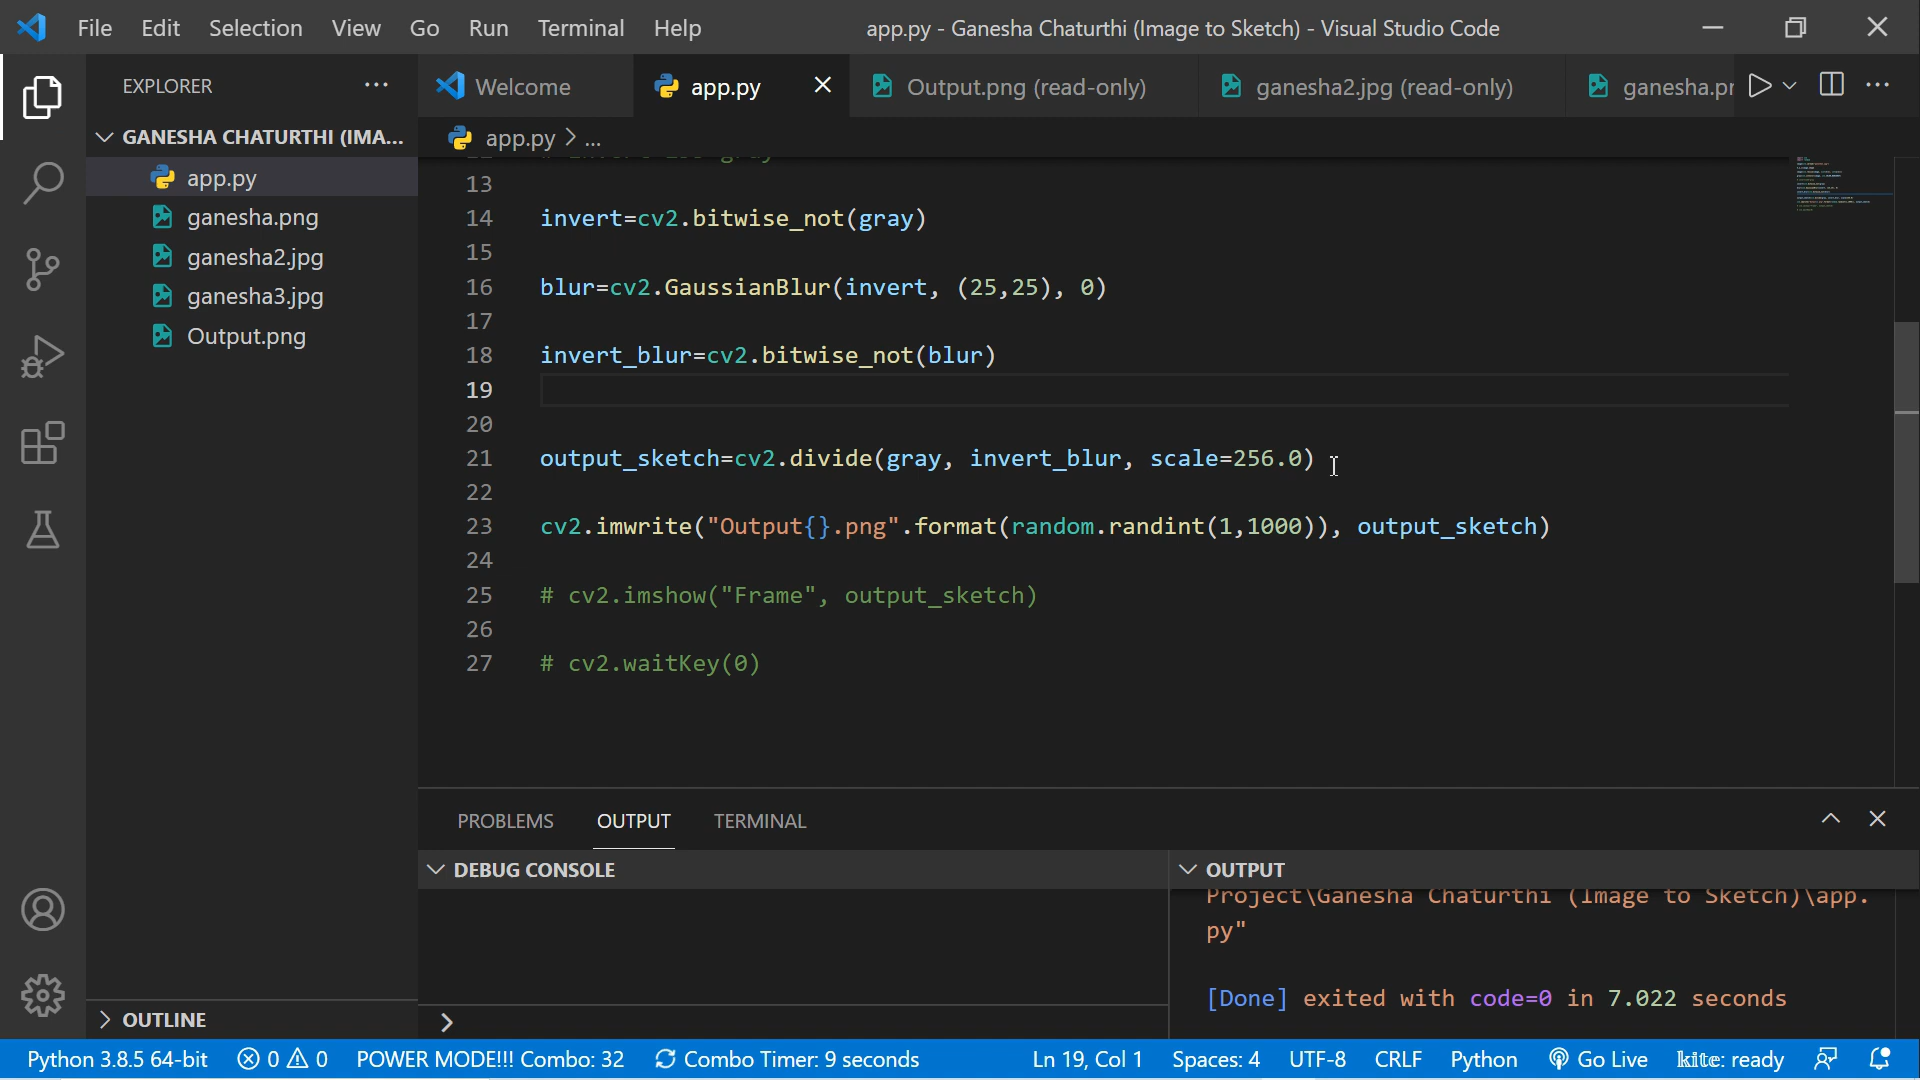 File Edit Selection View Go Run Terminal Help app.py - Ganesha Chaturthi (Image to Sketch) - Visual Studio Code
EXPLORER ...
GANESHA CHATURTHI (IMA...
app.py
ganesha.png
ganesha2.jpg
ganesha3.jpg
Output.png
OUTLINE
Welcome app.py Output.png (read-only) ganesha2.jpg (read-only) ganesha.pr
app.py > ...
13
14 invert=cv2.bitwise_not(gray)
15
16 blur=cv2.GaussianBlur(invert, (25,25), 0)
17
18 invert_blur=cv2.bitwise_not(blur)
19
20
21 output_sketch=cv2.divide(gray, invert_blur, scale=256.0)
22
23 cv2.imwrite("Output{}.png".format(random.randint(1,1000)), output_sketch)
24
25 # cv2.imshow("Frame", output_sketch)
26
27 # cv2.waitKey(0)
PROBLEMS OUTPUT TERMINAL
DEBUG CONSOLE
OUTPUT
Project\Ganesha Chaturthi (Image to Sketch)\app.
py"
[Done] exited with code=0 in 7.022 seconds
Python 3.8.5 64-bit 0 0 POWER MODE!!! Combo: 32 Combo Timer: 9 seconds Ln 19, Col 1 Spaces: 4 UTF-8 CRLF Python Go Live kite: ready